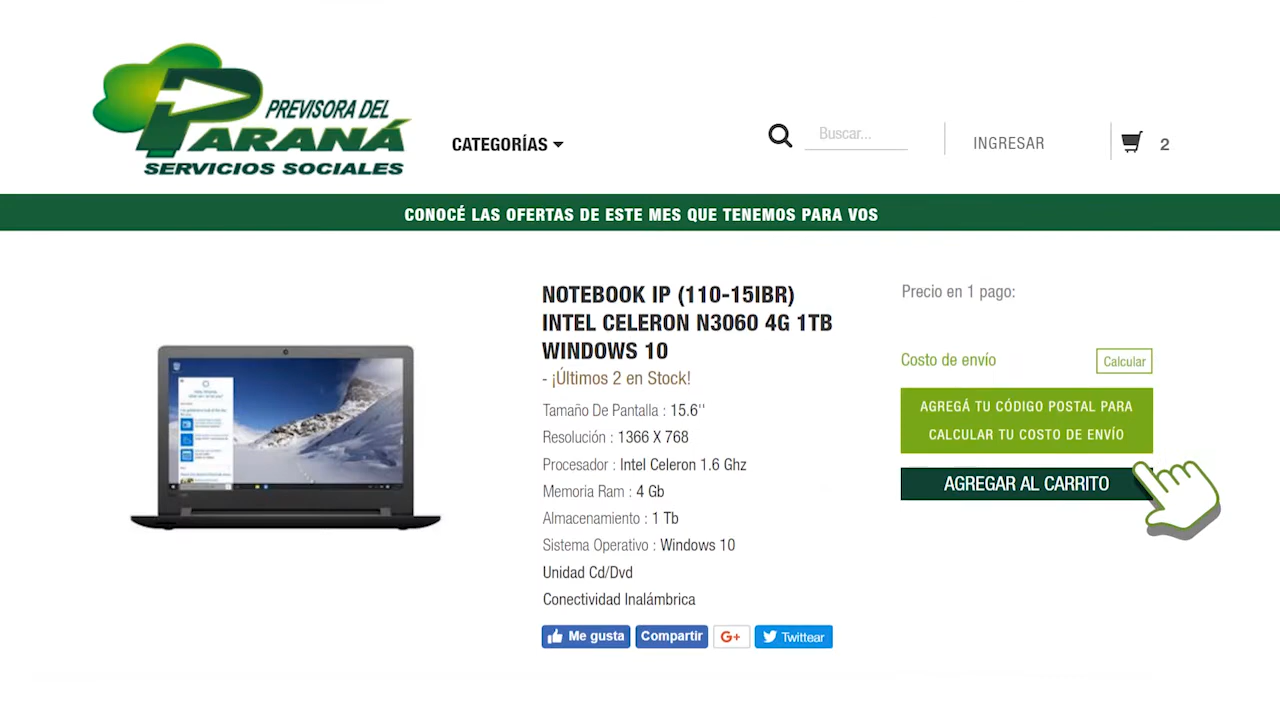 PREVISORA DEL
PARANÁ
SERVICIOS SOCIALES
CATEGORÍAS
Buscar...
INGRESAR
2
CONOCÉ LAS OFERTAS DE ESTE MES QUE TENEMOS PARA VOS
NOTEBOOK IP (110-15IBR)
INTEL CELERON N3060 4G 1TB
WINDOWS 10
- ¡Últimos 2 en Stock!
Tamaño De Pantalla : 15.6''
Resolución : 1366 X 768
Procesador : Intel Celeron 1.6 Ghz
Memoria Ram : 4 Gb
Almacenamiento : 1 Tb
Sistema Operativo : Windows 10
Unidad Cd/Dvd
Conectividad Inalámbrica
Me gusta
Compartir
G+
Twittear
Precio en 1 pago:
Costo de envío
Calcular
AGREGÁ TU CÓDIGO POSTAL PARA
CALCULAR TU COSTO DE ENVÍO
AGREGAR AL CARRITO